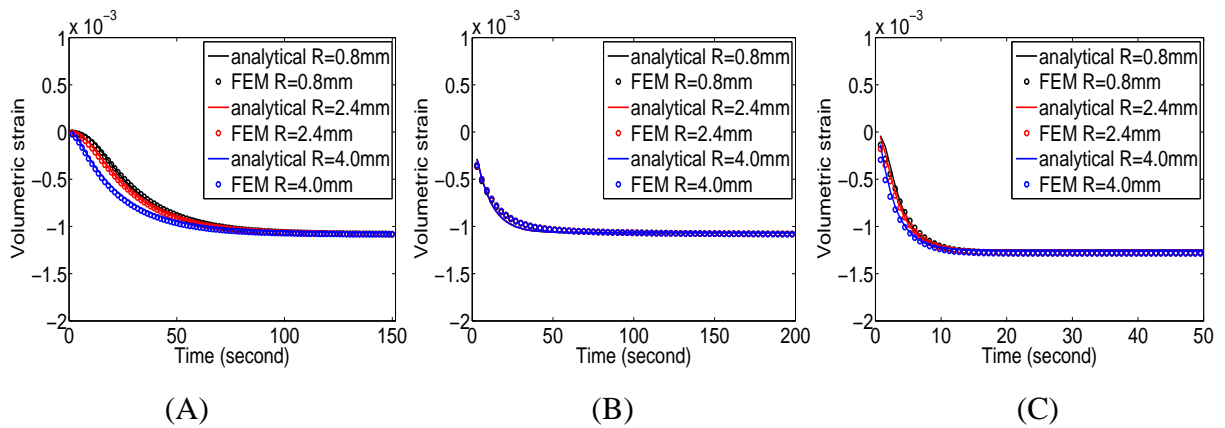 x 10⁻³
1
0.5
0
−0.5
−1
−1.5
−2
Volumetric strain
0 50 100 150
Time (second)
analytical R=0.8mm
FEM R=0.8mm
analytical R=2.4mm
FEM R=2.4mm
analytical R=4.0mm
FEM R=4.0mm
(A)
x 10⁻³
1
0.5
0
−0.5
−1
−1.5
−2
Volumetric strain
0 50 100 150 200
Time (second)
analytical R=0.8mm
FEM R=0.8mm
analytical R=2.4mm
FEM R=2.4mm
analytical R=4.0mm
FEM R=4.0mm
(B)
x 10⁻³
1
0.5
0
−0.5
−1
−1.5
−2
Volumetric strain
0 10 20 30 40 50
Time (second)
analytical R=0.8mm
FEM R=0.8mm
analytical R=2.4mm
FEM R=2.4mm
analytical R=4.0mm
FEM R=4.0mm
(C)